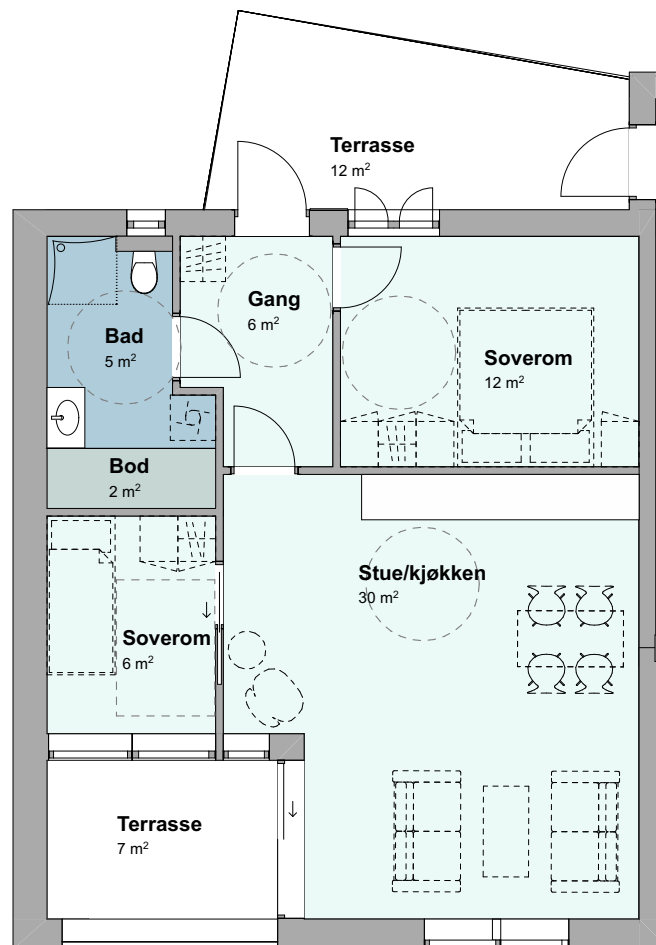 Terrasse
12 m²
Gang
6 m²
Bad
5 m²
Soverom
12 m²
Bod
2 m²
Stue/kjøkken
30 m²
Soverom
6 m²
Terrasse
7 m²